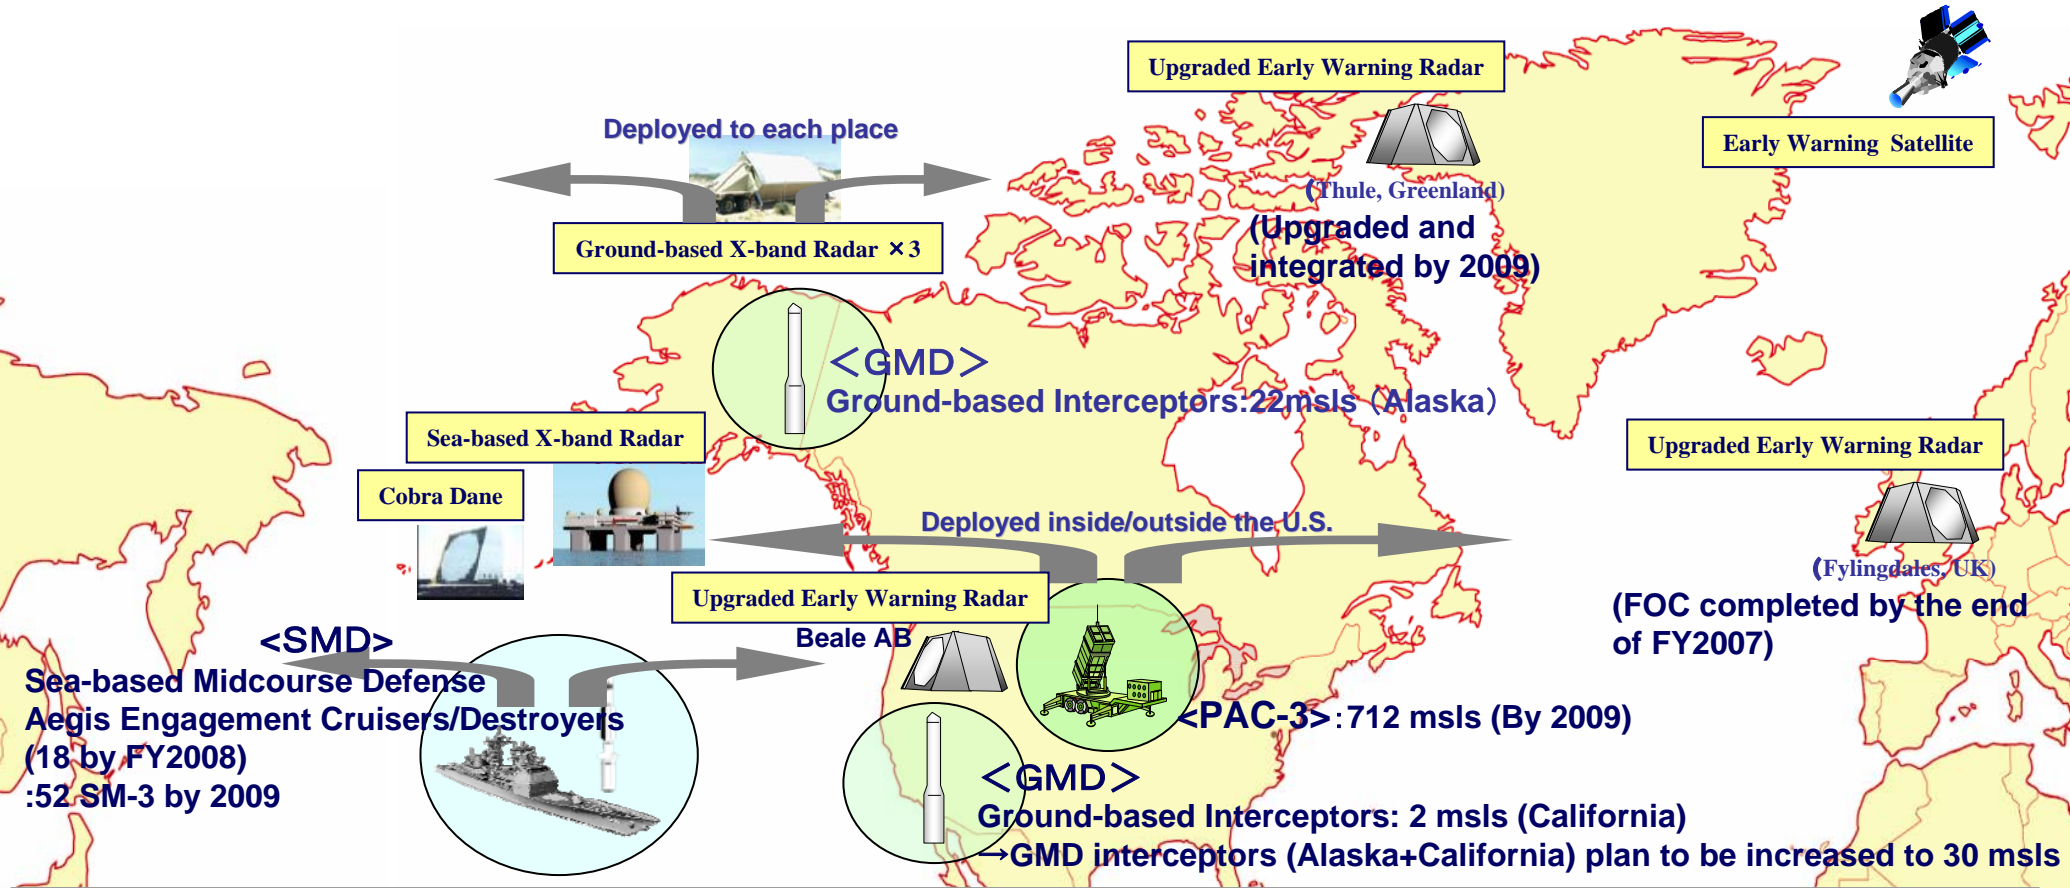 Upgraded Early Warning Radar
Deployed to each place
Early Warning Satellite
(Thule, Greenland)
(Upgraded and
integrated by 2009)
Ground-based X-band Radar ×3
<GMD>
Ground-based Interceptors:22msls (Alaska)
Sea-based X-band Radar
Upgraded Early Warning Radar
Cobra Dane
Deployed inside/outside the U.S.
(Fylingdales, UK)
(FOC completed by the end
of FY2007)
Upgraded Early Warning Radar
Beale AB
<SMD>
Sea-based Midcourse Defense
Aegis Engagement Cruisers/Destroyers
(18 by FY2008)
:52 SM-3 by 2009
<PAC-3>:712 msls (By 2009)
<GMD>
Ground-based Interceptors: 2 msls (California)
→GMD interceptors (Alaska+California) plan to be increased to 30 msls